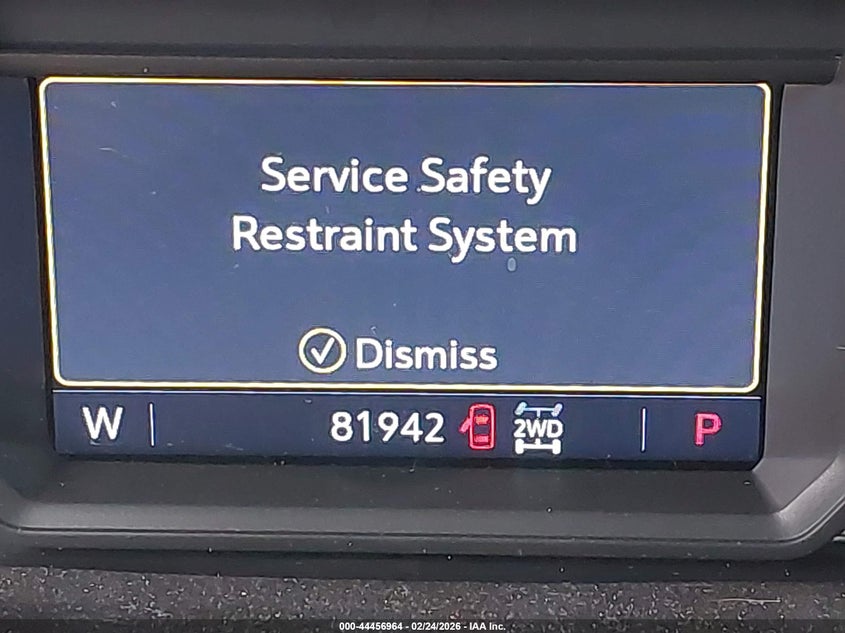 Service Safety
Restraint System
Dismiss
W 81942 2WD P
000-44456964 - 02/24/2026 - IAA Inc.